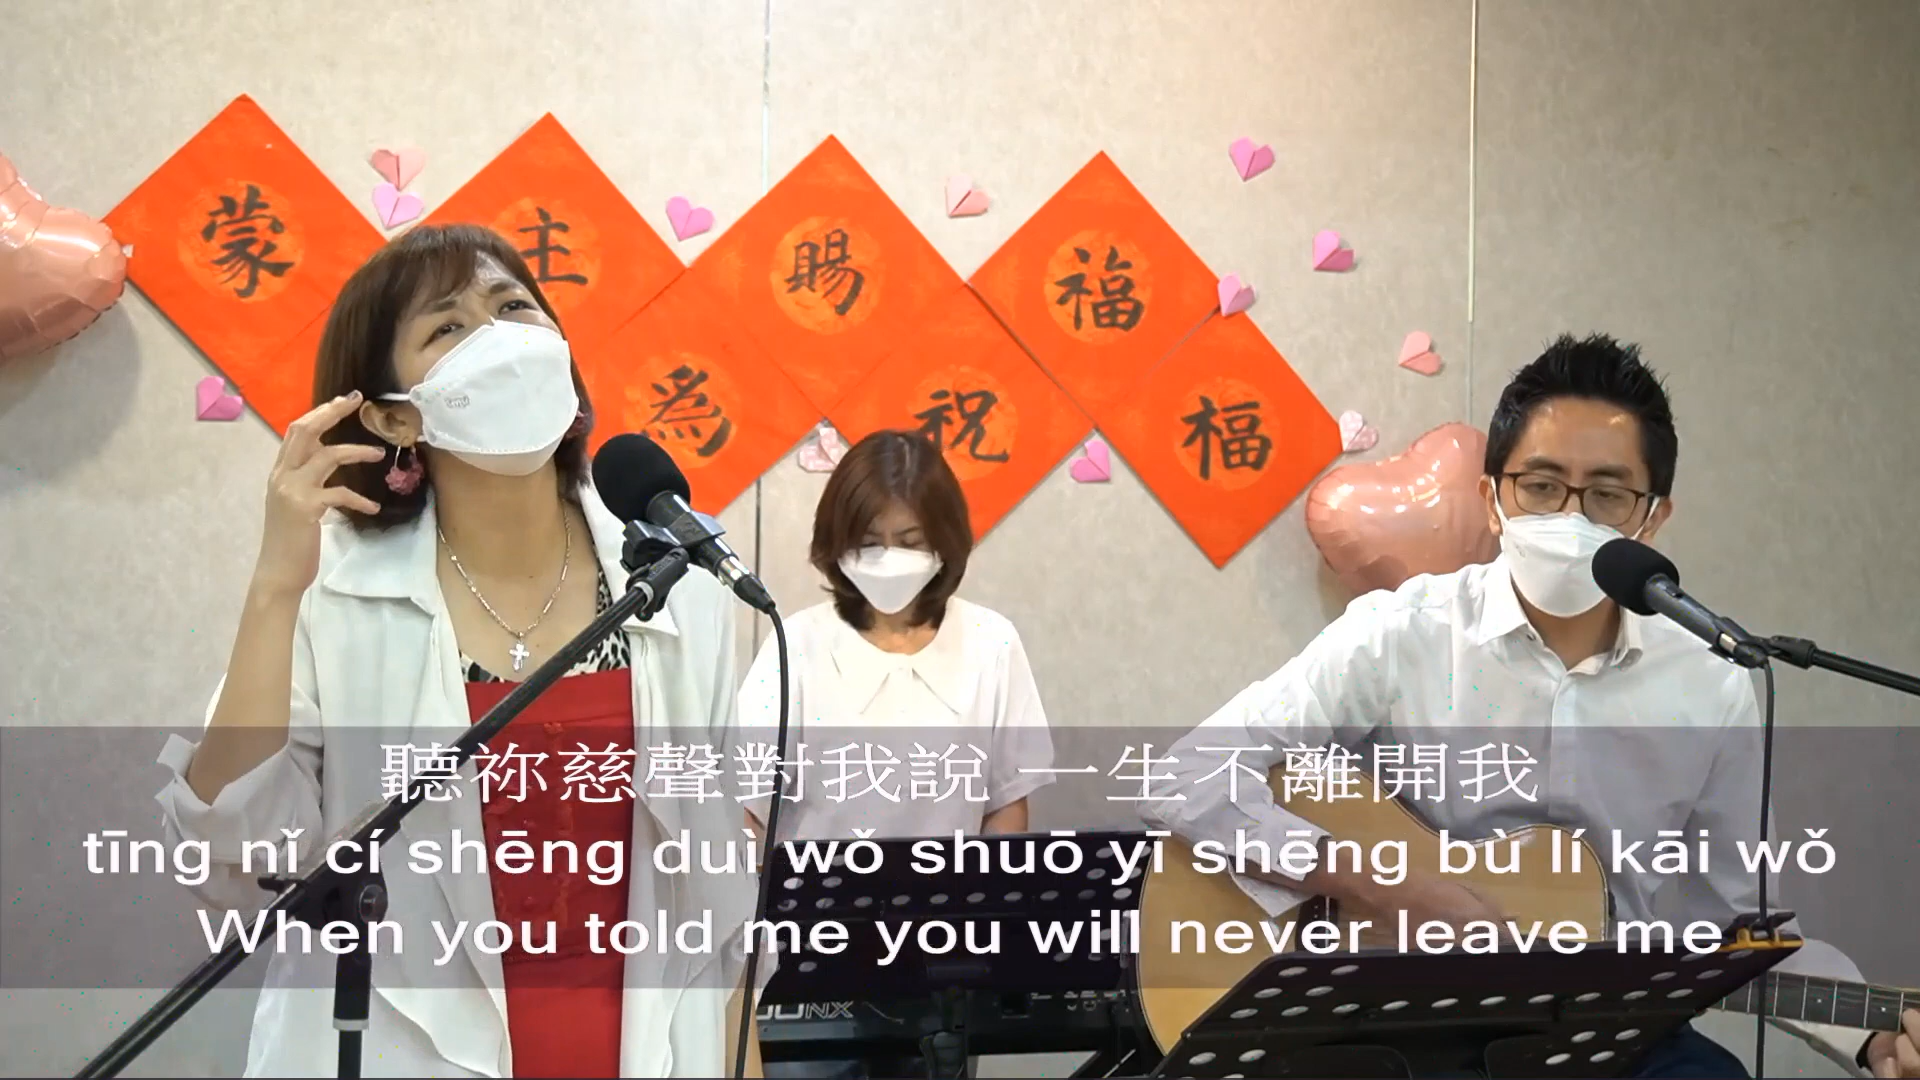 蒙主賜福
為祝福
聽祢慈聲對我說 一生不離開我
tīng nǐ cí shēng duì wǒ shuō yī shēng bù lí kāi wǒ
When you told me you will never leave me